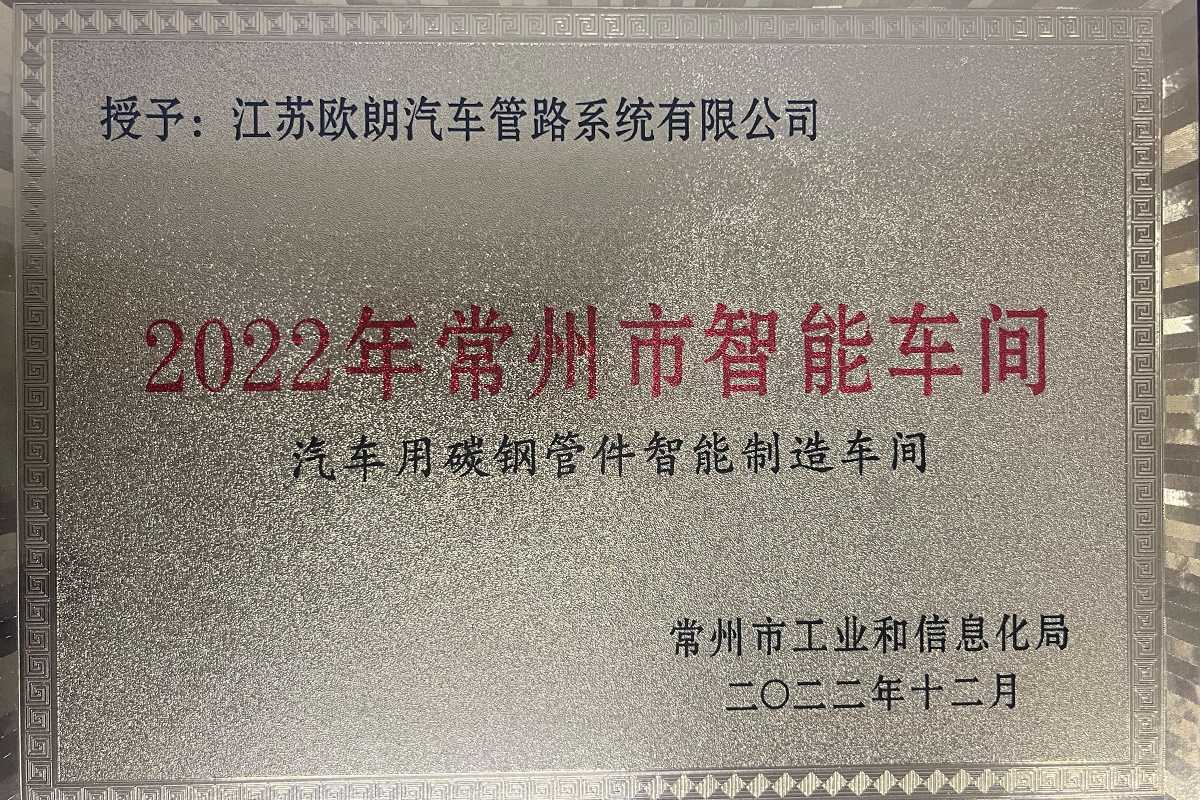 授予：江苏欧朗汽车管路系统有限公司
2022年常州市智能车间
汽车用碳钢管件智能制造车间
常州市工业和信息化局
二〇二二年十二月